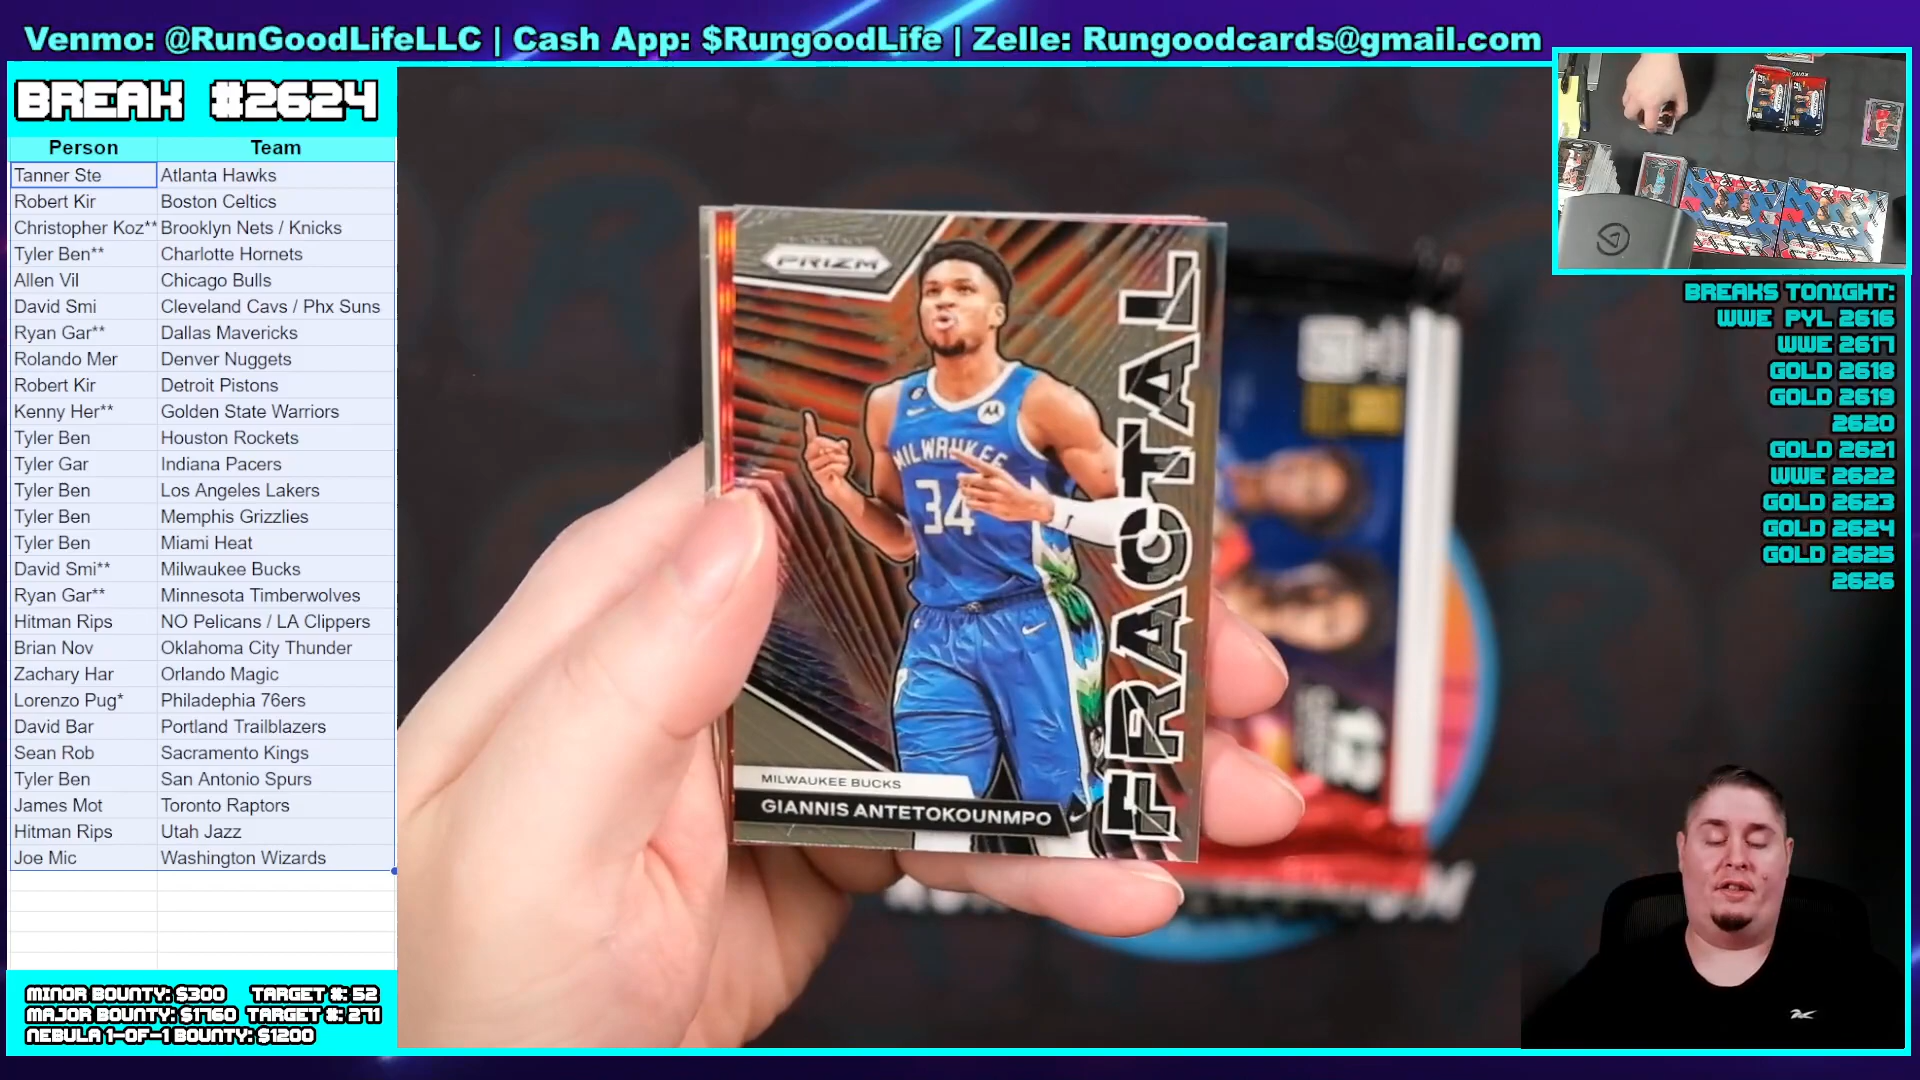 Venmo: @RunGoodLifeLLC | Cash App: $RungoodLife | Zelle: Rungoodcards@gmail.com
BREAK #2624
Person Team
Tanner Ste Atlanta Hawks
Robert Kir Boston Celtics
Christopher Koz** Brooklyn Nets / Knicks
Tyler Ben** Charlotte Hornets
Allen Vil Chicago Bulls
David Smi Cleveland Cavs / Phx Suns
Ryan Gar** Dallas Mavericks
Rolando Mer Denver Nuggets
Robert Kir Detroit Pistons
Kenny Her** Golden State Warriors
Tyler Ben Houston Rockets
Tyler Gar Indiana Pacers
Tyler Ben Los Angeles Lakers
Tyler Ben Memphis Grizzlies
Tyler Ben Miami Heat
David Smi** Milwaukee Bucks
Ryan Gar** Minnesota Timberwolves
Hitman Rips NO Pelicans / LA Clippers
Brian Nov Oklahoma City Thunder
Zachary Har Orlando Magic
Lorenzo Pug* Philadephia 76ers
David Bar Portland Trailblazers
Sean Rob Sacramento Kings
Tyler Ben San Antonio Spurs
James Mot Toronto Raptors
Hitman Rips Utah Jazz
Joe Mic Washington Wizards
MINOR BOUNTY: $300 TARGET #: 52
MAJOR BOUNTY: $1760 TARGET #: 271
NEBULA 1-OF-1 BOUNTY: $1200
PRIZM
MILWAUKEE
34
FRACTAL
MILWAUKEE BUCKS
GIANNIS ANTETOKOUNMPO
BREAKS TONIGHT:
WWE PYL 2616
WWE 2617
GOLD 2618
GOLD 2619
2620
GOLD 2621
WWE 2622
GOLD 2623
GOLD 2624
GOLD 2625
2626